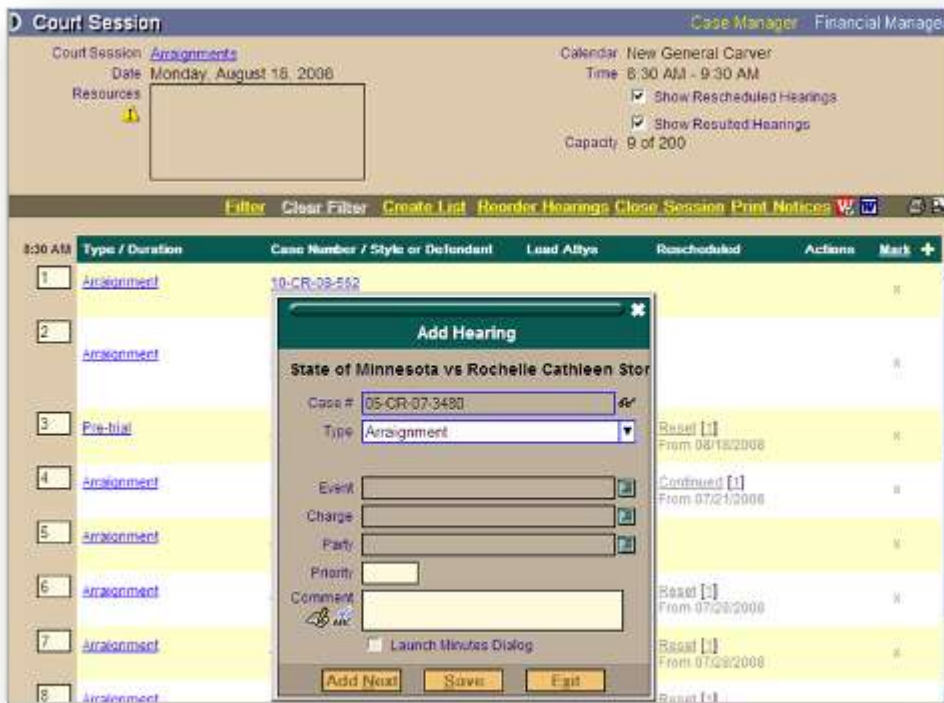 Court Session Case Manager Financial Manage
Court Session Arraignments Calendar New General Carver
Date Monday, August 18, 2008 Time 8:30 AM - 9:30 AM
Resources Show Rescheduled Hearings
Show Resulted Hearings
Capacity 9 of 200
Filter Clear Filter Create List Reorder Hearings Close Session Print Notices
8:30 AM Type / Duration Case Number / Style or Defendant Lead Attys Rescheduled Actions Mark +
1 Arraignment 10-CR-08-552 x
Add Hearing
2 Arraignment x
State of Minnesota vs Rochelle Cathleen Stor
Case # 05-CR-07-3480
3 Pre-trial Type Arraignment Reset [1] x
From 08/18/2008
4 Arraignment Event Continued [1] x
From 07/21/2008
Charge
5 Arraignment Party x
Priority
6 Arraignment Comment Reset [1] x
ABC From 07/28/2008
7 Arraignment Launch Minutes Dialog Reset [1] x
From 07/28/2008
Add Next Save Exit
8 Arraignment Reset [1]